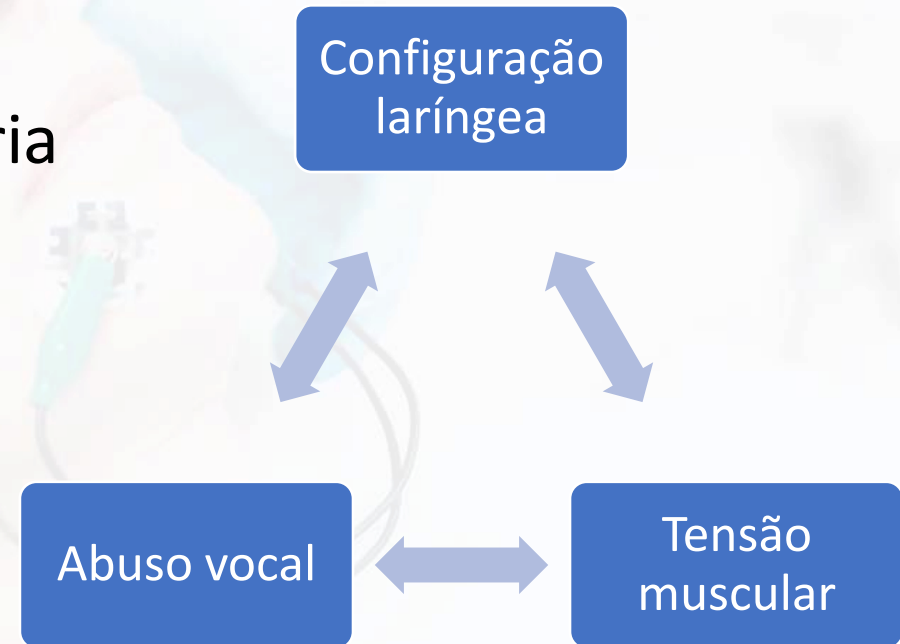 Configuração
laríngea
ria
Abuso vocal
Tensão
muscular